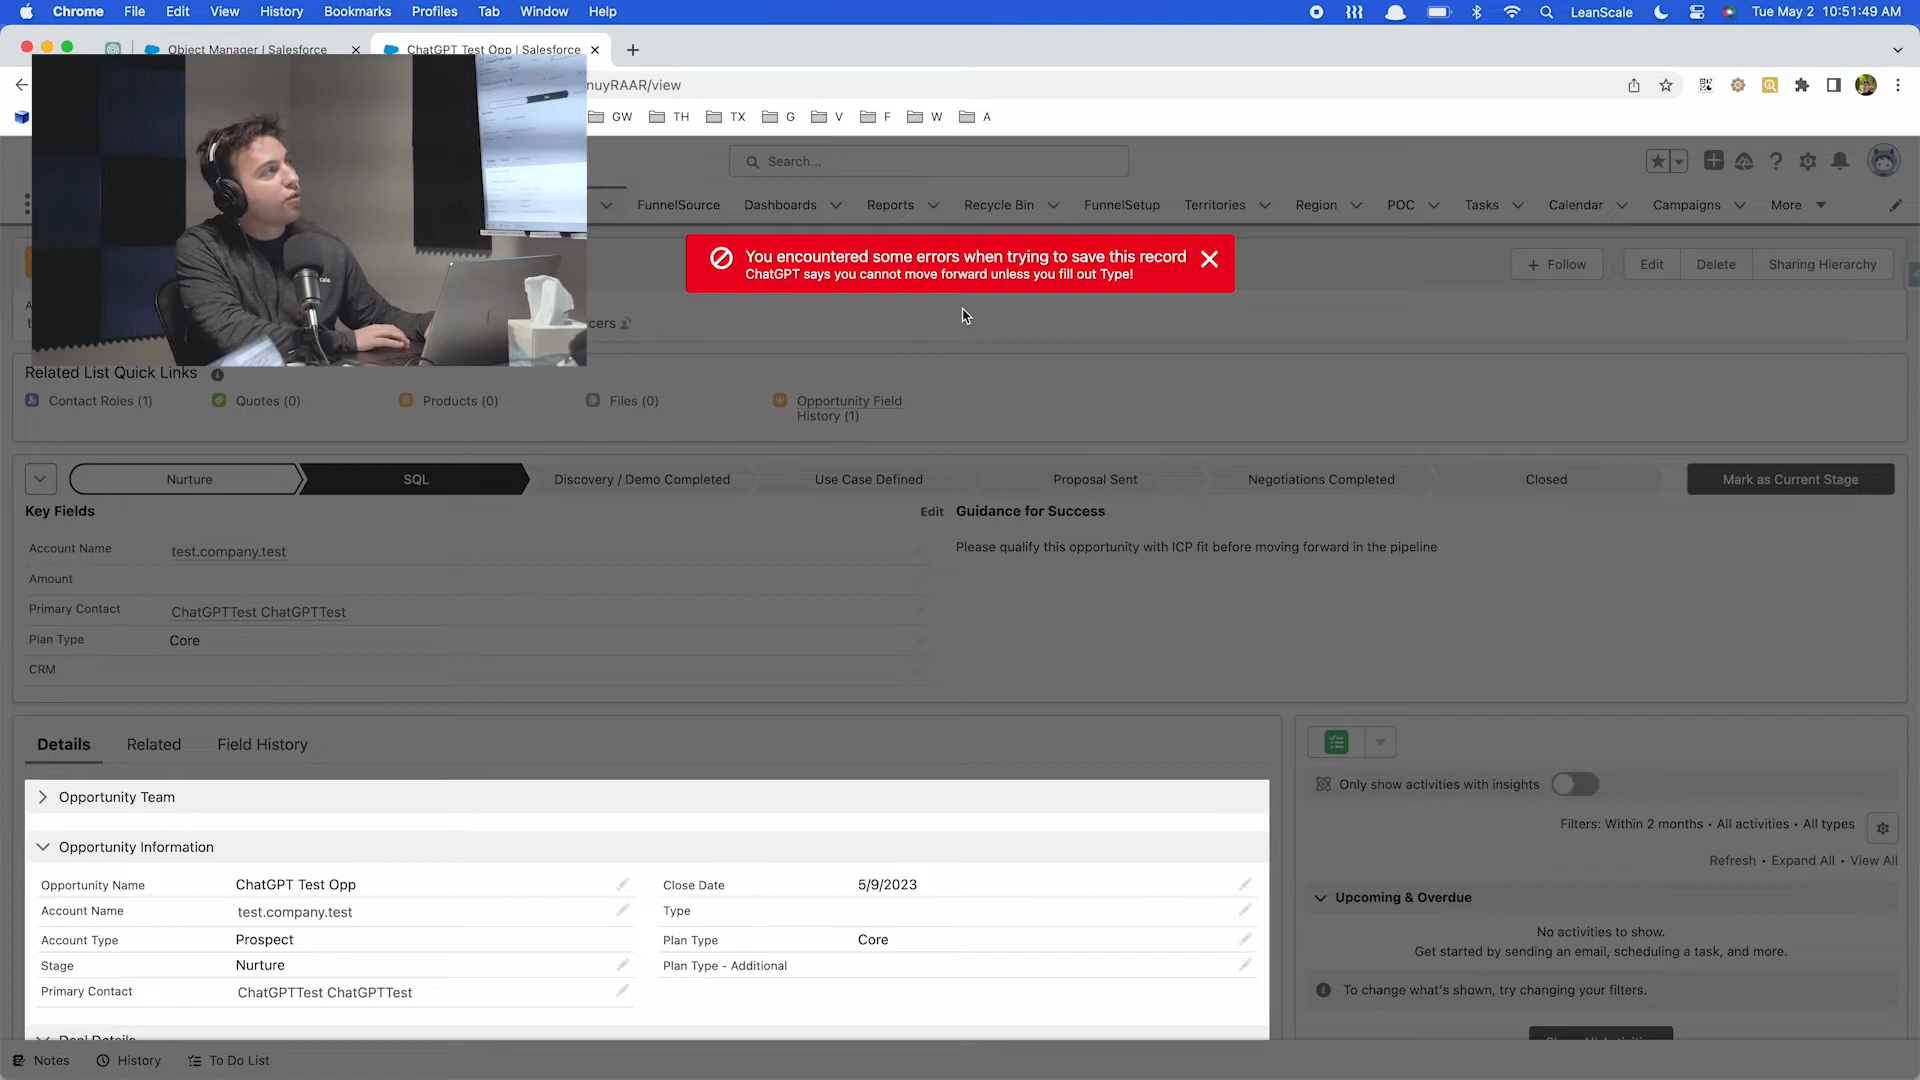 Chrome File Edit View History Bookmarks Profiles Tab Window Help LeanScale Tue May 2 10:51:49 AM
Object Manager | Salesforce ChatGPT Test Opp | Salesforce
nuyRAAR/view
GW TH TX G V F W A
Search...
FunnelSource Dashboards Reports Recycle Bin FunnelSetup Territories Region POC Tasks Calendar Campaigns More
You encountered some errors when trying to save this record
ChatGPT says you cannot move forward unless you fill out Type!
+ Follow Edit Delete Sharing Hierarchy
cers
Related List Quick Links
Contact Roles (1) Quotes (0) Products (0) Files (0) Opportunity Field
History (1)
Nurture SQL Discovery / Demo Completed Use Case Defined Proposal Sent Negotiations Completed Closed Mark as Current Stage
Key Fields Edit Guidance for Success
Account Name test.company.test
Please qualify this opportunity with ICP fit before moving forward in the pipeline
Amount
Primary Contact ChatGPTTest ChatGPTTest
Plan Type Core
CRM
Details Related Field History
Only show activities with insights
Opportunity Team
Filters: Within 2 months • All activities • All types
Opportunity Information
Refresh • Expand All • View All
Opportunity Name ChatGPT Test Opp Close Date 5/9/2023
Upcoming & Overdue
Account Name test.company.test Type
No activities to show.
Account Type Prospect Plan Type Core
Get started by sending an email, scheduling a task, and more.
Stage Nurture Plan Type - Additional
Primary Contact ChatGPTTest ChatGPTTest
To change what's shown, try changing your filters.
Notes History To Do List